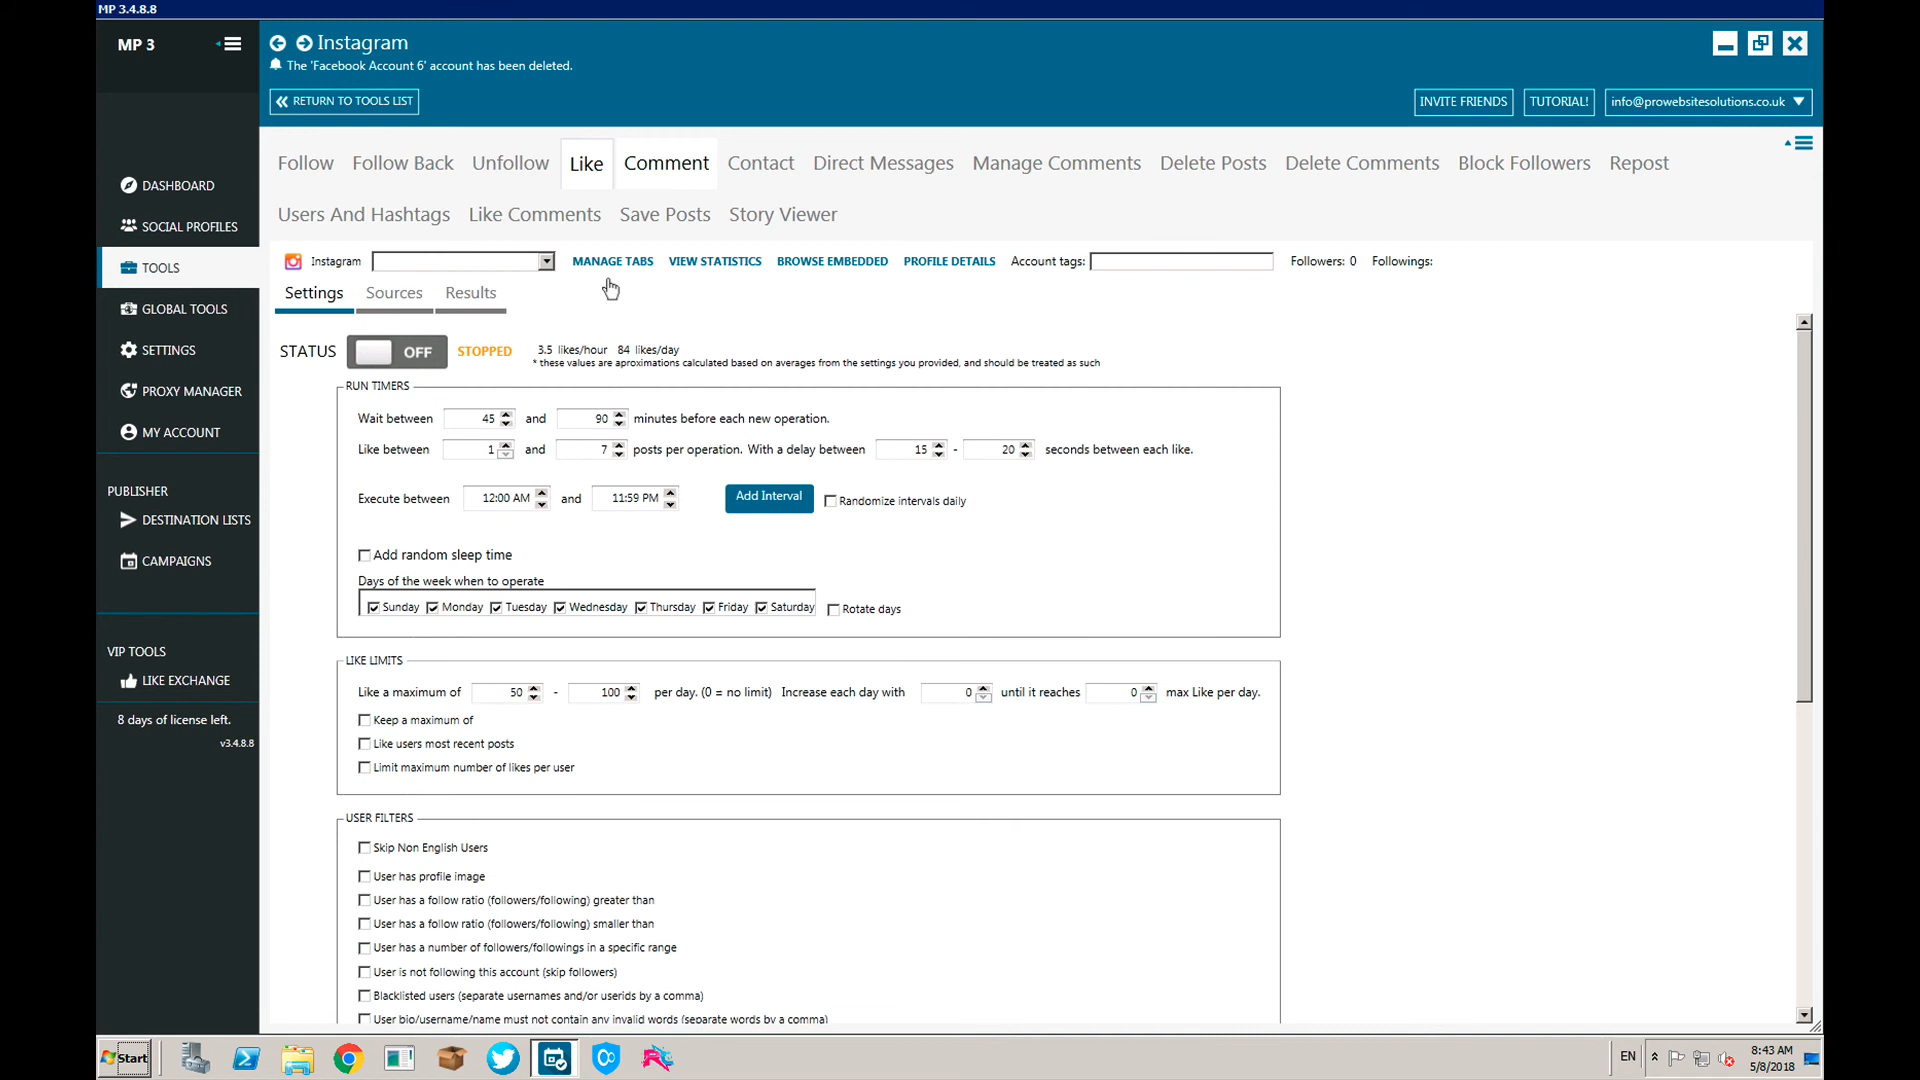 MP 3.4.8.8
MP 3
Instagram
The 'Facebook Account 6' account has been deleted.
RETURN TO TOOLS LIST
INVITE FRIENDS
TUTORIAL!
info@prowebsitesolutions.co.uk
DASHBOARD
SOCIAL PROFILES
TOOLS
GLOBAL TOOLS
SETTINGS
PROXY MANAGER
MY ACCOUNT
PUBLISHER
DESTINATION LISTS
CAMPAIGNS
VIP TOOLS
LIKE EXCHANGE
8 days of license left.
v3.4.8.8
Follow Follow Back Unfollow Like Comment Contact Direct Messages Manage Comments Delete Posts Delete Comments Block Followers Repost
Users And Hashtags Like Comments Save Posts Story Viewer
Instagram MANAGE TABS VIEW STATISTICS BROWSE EMBEDDED PROFILE DETAILS Account tags: Followers: 0 Followings:
Settings Sources Results
STATUS OFF STOPPED 3.5 likes/hour 84 likes/day
* these values are aproximations calculated based on averages from the settings you provided, and should be treated as such
RUN TIMERS
Wait between 45 and 90 minutes before each new operation.
Like between 1 and 7 posts per operation. With a delay between 15 - 20 seconds between each like.
Execute between 12:00 AM and 11:59 PM Add Interval Randomize intervals daily
Add random sleep time
Days of the week when to operate
Sunday Monday Tuesday Wednesday Thursday Friday Saturday Rotate days
LIKE LIMITS
Like a maximum of 50 - 100 per day. (0 = no limit) Increase each day with 0 until it reaches 0 max Like per day.
Keep a maximum of
Like users most recent posts
Limit maximum number of likes per user
USER FILTERS
Skip Non English Users
User has profile image
User has a follow ratio (followers/following) greater than
User has a follow ratio (followers/following) smaller than
User has a number of followers/followings in a specific range
User is not following this account (skip followers)
Blacklisted users (separate usernames and/or userids by a comma)
User bio/username/name must not contain any invalid words (separate words by a comma)
Start
EN
8:43 AM
5/8/2018